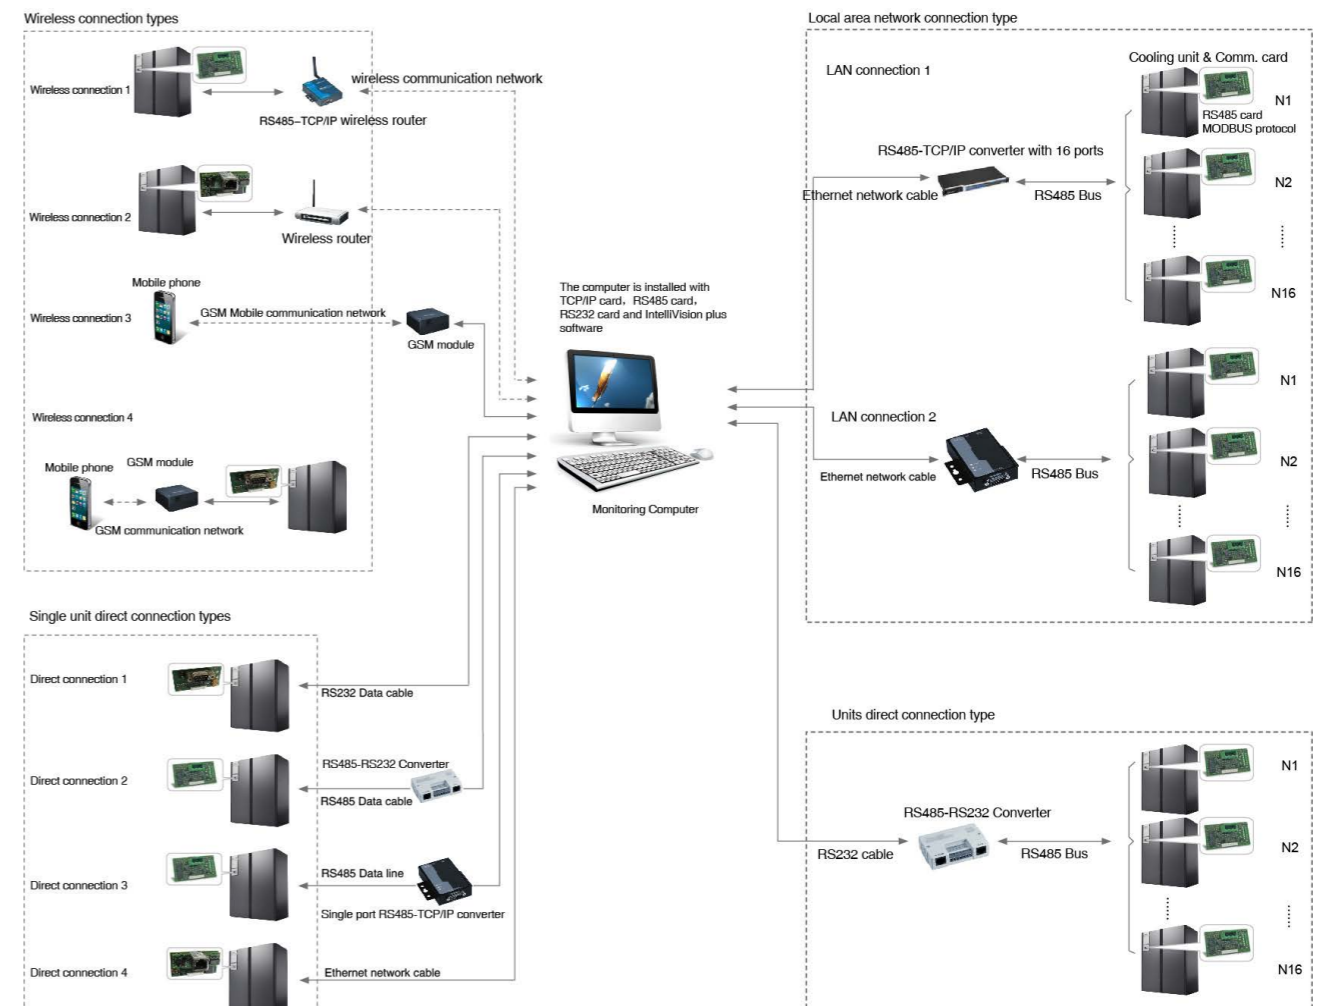 Wireless connection types
Wireless connection 1
wireless communication network
RS485-TCP/IP wireless router
Wireless connection 2
Wireless router
Mobile phone
Wireless connection 3
GSM Mobile communication network
GSM module
Wireless connection 4
GSM module
Mobile phone
GSM communication network
Single unit direct connection types
Direct connection 1
RS232 Data cable
Direct connection 2
RS485-RS232 Converter
RS485 Data cable
Direct connection 3
RS485 Data line
Single port RS485-TCP/IP converter
Direct connection 4
Ethernet network cable
The computer is installed with
TCP/IP card, RS485 card,
RS232 card and IntelliVision plus
software
Monitoring Computer
Local area network connection type
LAN connection 1
Cooling unit & Comm. card
N1
RS485 card
MODBUS protocol
RS485-TCP/IP converter with 16 ports
Ethernet network cable
RS485 Bus
N2
N16
LAN connection 2
N1
Ethernet network cable
RS485 Bus
N2
N16
Units direct connection type
N1
RS485-RS232 Converter
RS232 cable
RS485 Bus
N2
N16